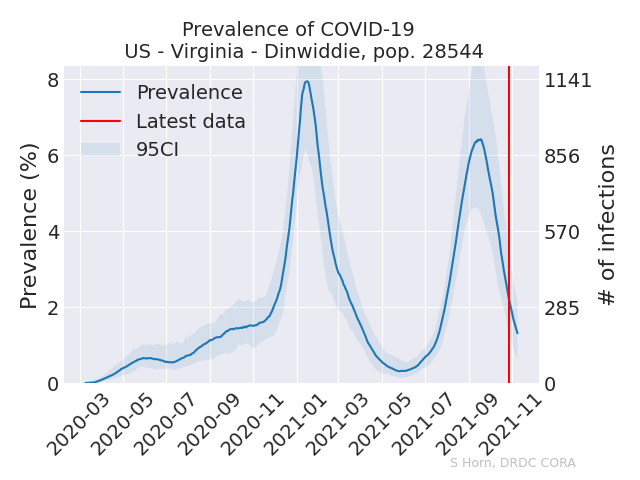 Prevalence of COVID-19
US - Virginia - Dinwiddie, pop. 28544
Prevalence (%)
8
6
4
2
0
Prevalence
Latest data
95CI
1141
856
570
285
0
# of infections
2020-03
2020-05
2020-07
2020-09
2020-11
2021-01
2021-03
2021-05
2021-07
2021-09
2021-11
S Horn, DRDC CORA